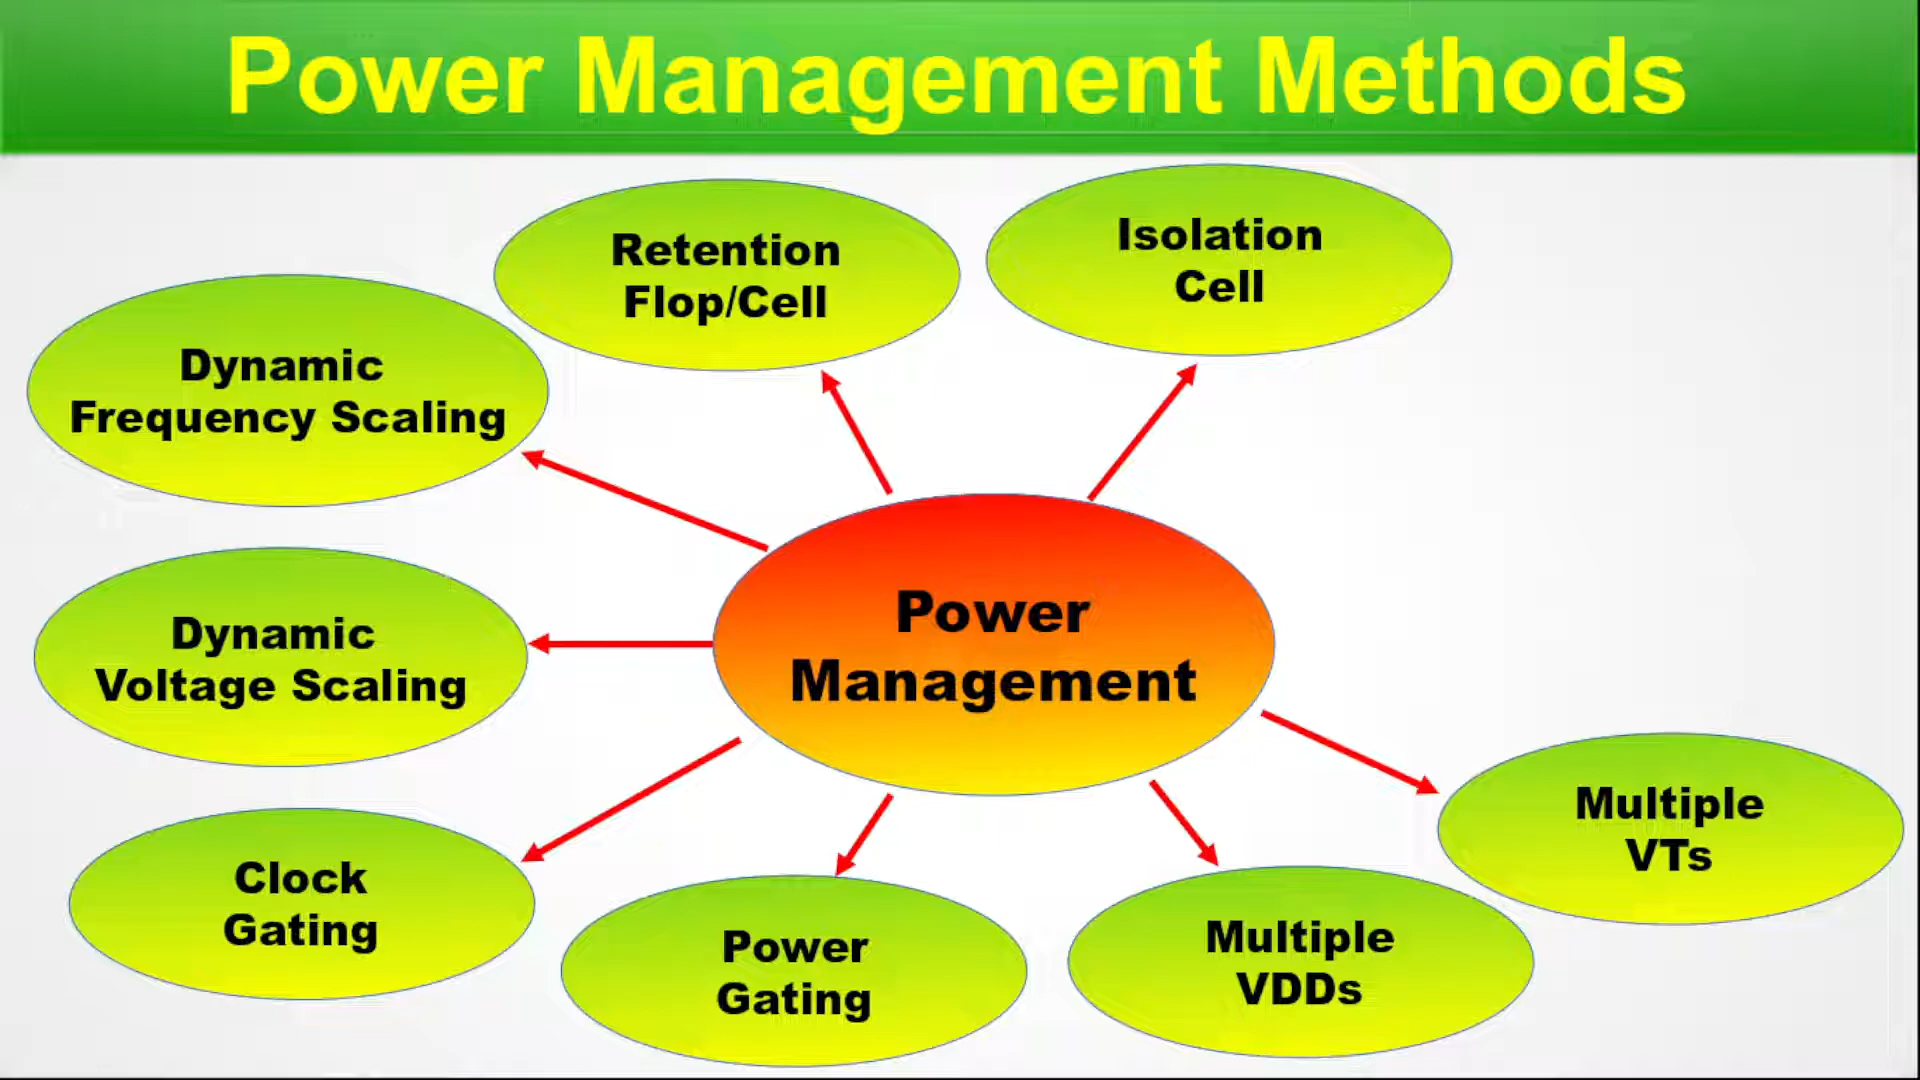 Power Management Methods
Retention
Flop/Cell
Isolation
Cell
Dynamic
Frequency Scaling
Dynamic
Voltage Scaling
Power
Management
Clock
Gating
Power
Gating
Multiple
VDDs
Multiple
VTs